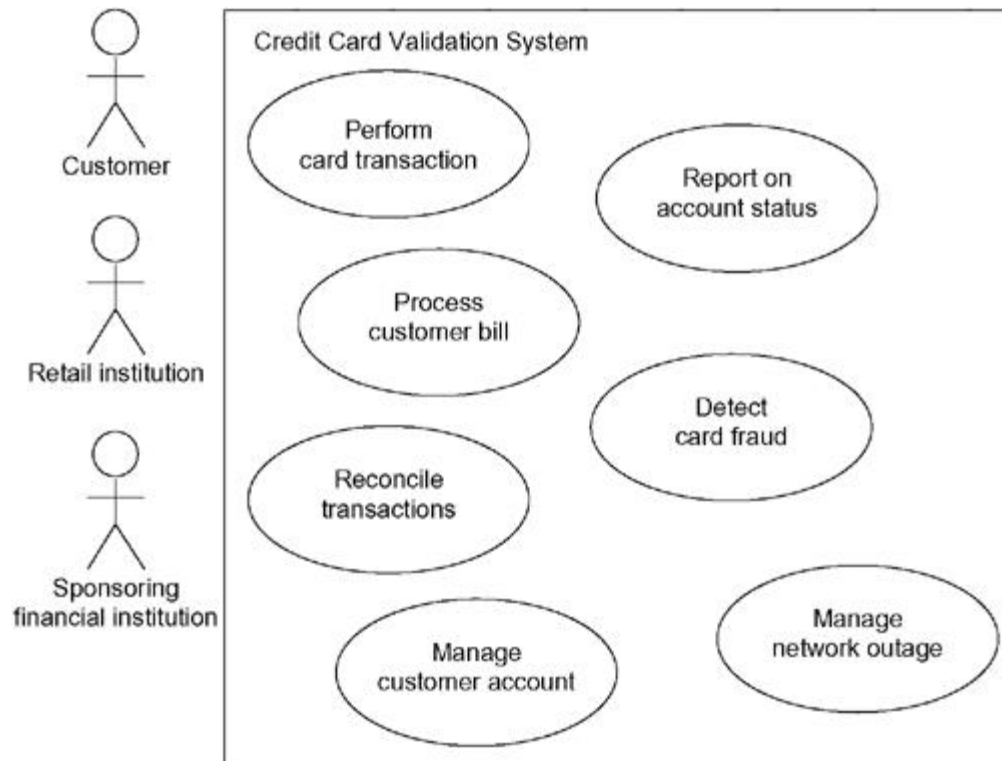 Credit Card Validation System
Customer
Retail institution
Sponsoring
financial institution
Perform
card transaction
Report on
account status
Process
customer bill
Detect
card fraud
Reconcile
transactions
Manage
customer account
Manage
network outage